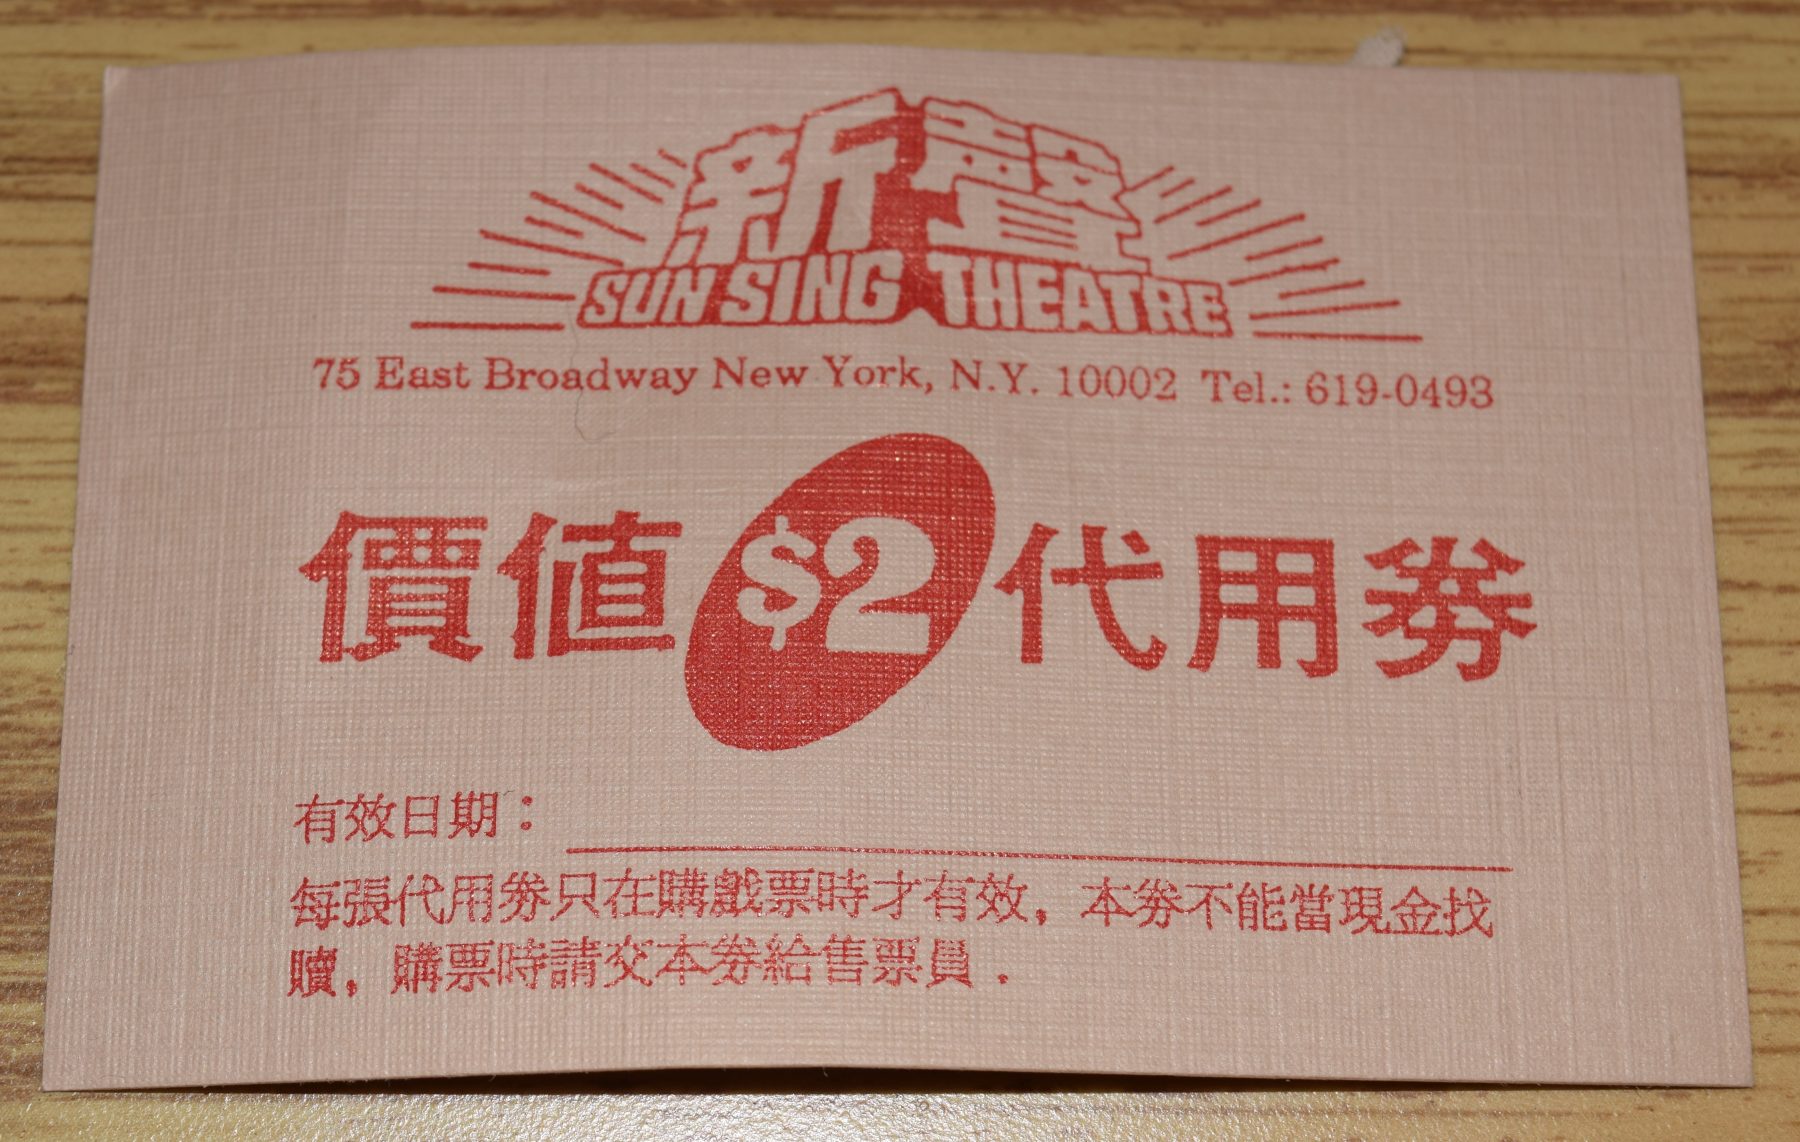 新聲
SUN SING THEATRE
75 East Broadway New York, N.Y. 10002 Tel.: 619-0493
價值 $2 代用券
有效日期：
每張代用券只在購戲票時才有效，本券不能當現金找
贖，購票時請交本券給售票員．